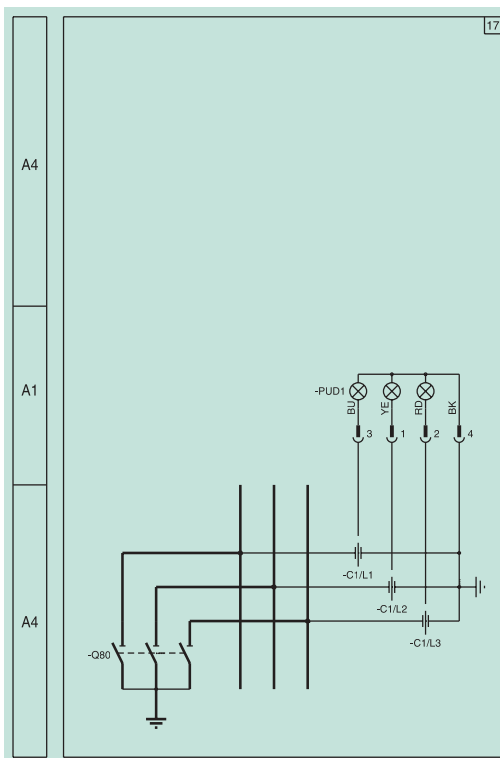 17
A4
A1
A4
-PUD1
BU
YE
RD
BK
3
1
2
4
-C1/L1
-C1/L2
-C1/L3
-Q80